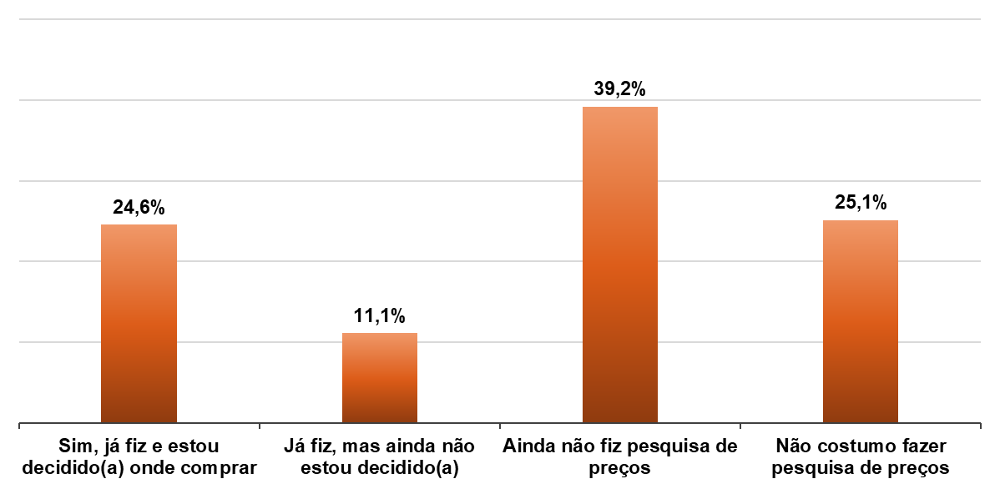 39,2%
24,6%
25,1%
11,1%
Sim, já fiz e estou
decidido(a) onde comprar
Já fiz, mas ainda não
estou decidido(a)
Ainda não fiz pesquisa de
preços
Não costumo fazer
pesquisa de preços